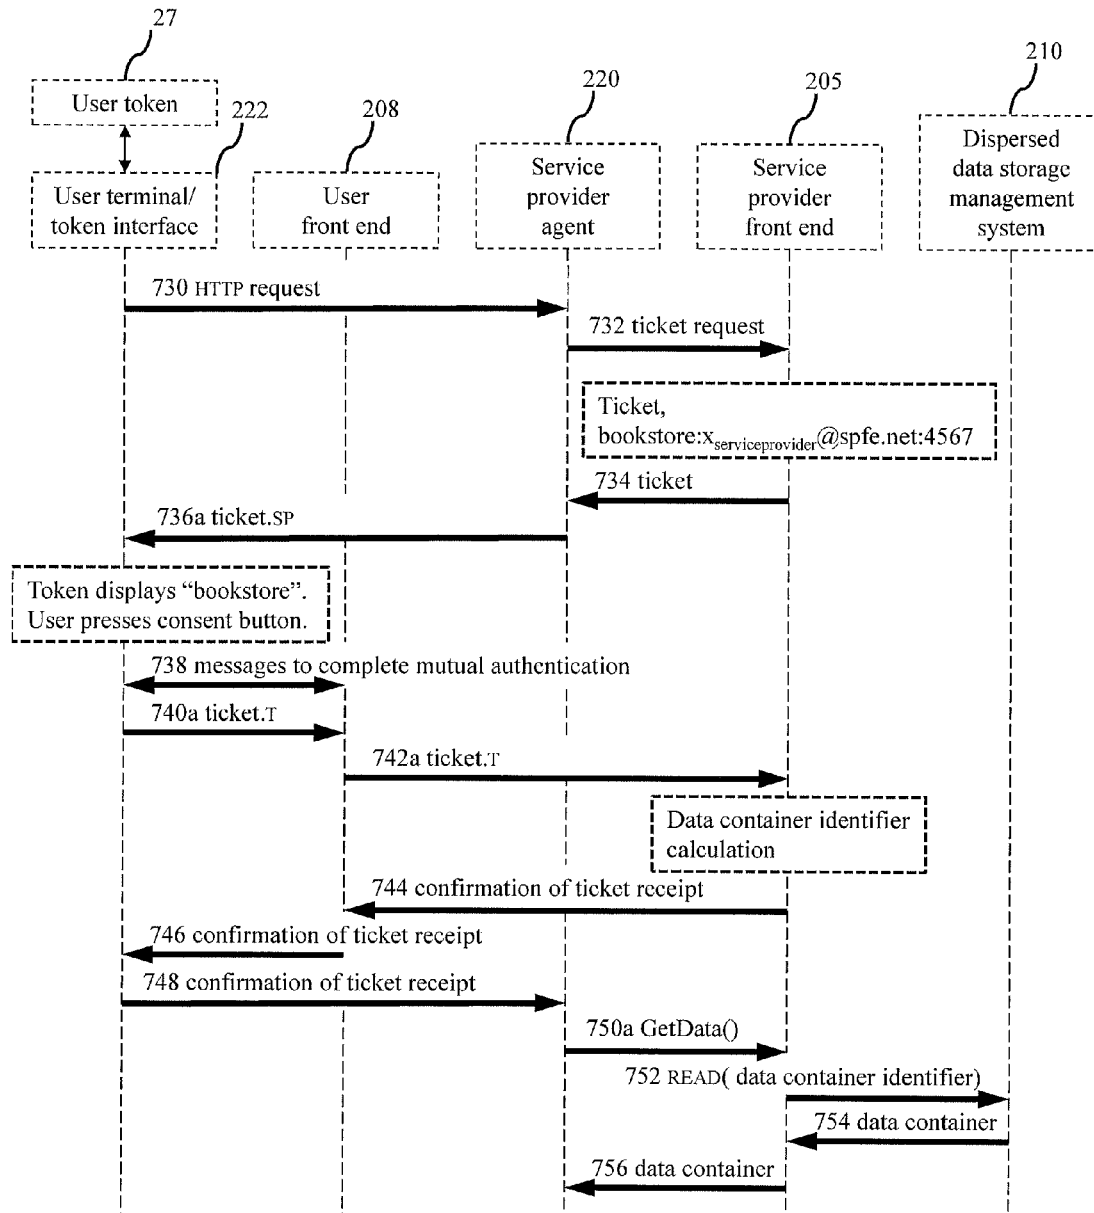 27
210
220
205
User token
222
208
User terminal/
token interface
User
front end
Service
provider
agent
Service
provider
front end
Dispersed
data storage
management
system
730 HTTP request
732 ticket request
Ticket,
bookstore:xserviceprovider@spfe.net:4567
734 ticket
736a ticket.SP
Token displays “bookstore”.
User presses consent button.
738 messages to complete mutual authentication
740a ticket.T
742a ticket.T
Data container identifier
calculation
744 confirmation of ticket receipt
746 confirmation of ticket receipt
748 confirmation of ticket receipt
750a GetData()
752 READ( data container identifier)
754 data container
756 data container